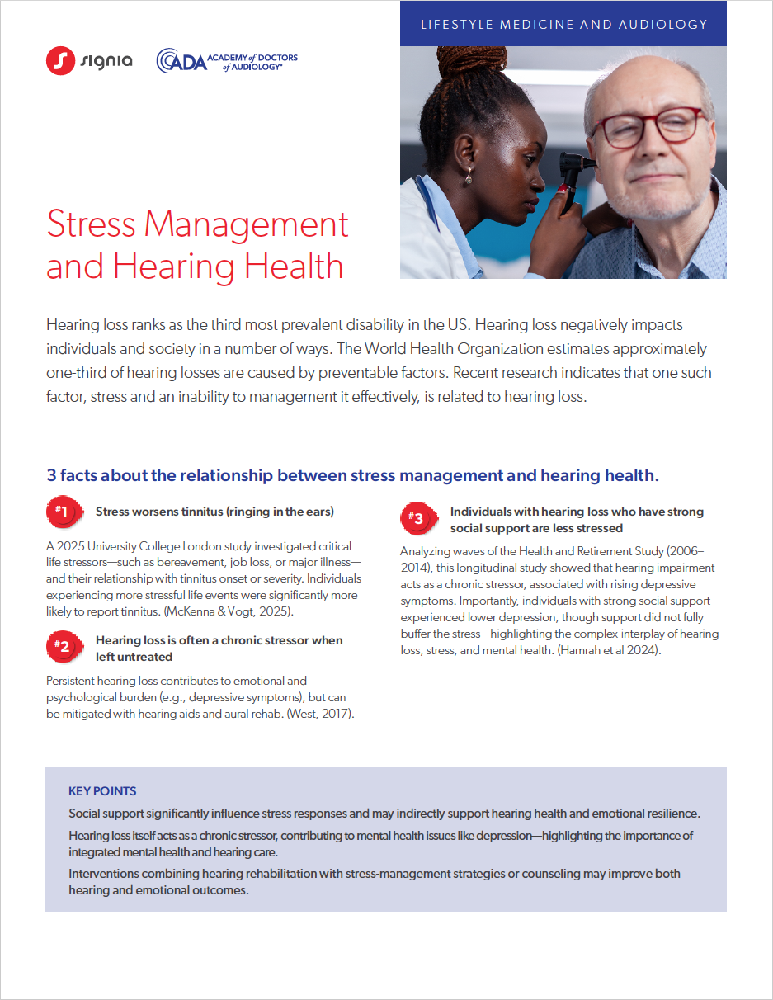 LIFESTYLE MEDICINE AND AUDIOLOGY
signia
ADA ACADEMY of DOCTORS
of AUDIOLOGY®
Stress Management
and Hearing Health
Hearing loss ranks as the third most prevalent disability in the US. Hearing loss negatively impacts
individuals and society in a number of ways. The World Health Organization estimates approximately
one-third of hearing losses are caused by preventable factors. Recent research indicates that one such
factor, stress and an inability to management it effectively, is related to hearing loss.
3 facts about the relationship between stress management and hearing health.
#1
Stress worsens tinnitus (ringing in the ears)
A 2025 University College London study investigated critical
life stressors—such as bereavement, job loss, or major illness—
and their relationship with tinnitus onset or severity. Individuals
experiencing more stressful life events were significantly more
likely to report tinnitus. (McKenna & Vogt, 2025).
#2
Hearing loss is often a chronic stressor when
left untreated
Persistent hearing loss contributes to emotional and
psychological burden (e.g., depressive symptoms), but can
be mitigated with hearing aids and aural rehab. (West, 2017).
#3
Individuals with hearing loss who have strong
social support are less stressed
Analyzing waves of the Health and Retirement Study (2006–
2014), this longitudinal study showed that hearing impairment
acts as a chronic stressor, associated with rising depressive
symptoms. Importantly, individuals with strong social support
experienced lower depression, though support did not fully
buffer the stress—highlighting the complex interplay of hearing
loss, stress, and mental health. (Hamrah et al 2024).
KEY POINTS
Social support significantly influence stress responses and may indirectly support hearing health and emotional resilience.
Hearing loss itself acts as a chronic stressor, contributing to mental health issues like depression—highlighting the importance of
integrated mental health and hearing care.
Interventions combining hearing rehabilitation with stress-management strategies or counseling may improve both
hearing and emotional outcomes.